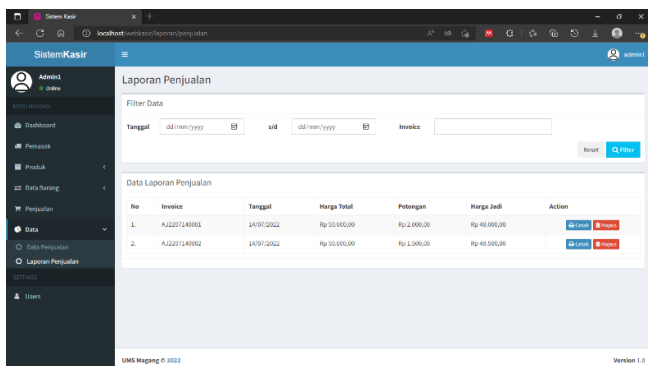 Sistem Kasir
localhost/webkasir/laporan/penjualan
SistemKasir
admin1
Admin1
Online
MENU NAVIGASI
Dashboard
Pemasok
Produk
Data Barang
Penjualan
Data
Data Penjualan
Laporan Penjualan
SETTINGS
Users
Laporan Penjualan
Filter Data
Tanggal dd/mm/yyyy s/d dd/mm/yyyy Invoice
Reset Filter
Data Laporan Penjualan
No Invoice Tanggal Harga Total Potongan Harga Jadi Action
1. AJ2207140001 14/07/2022 Rp 50.000,00 Rp 2.000,00 Rp 48.000,00 Cetak Hapus
2. AJ2207140002 14/07/2022 Rp 50.000,00 Rp 1.500,00 Rp 48.500,00 Cetak Hapus
UMS Magang © 2022 Version 1.0